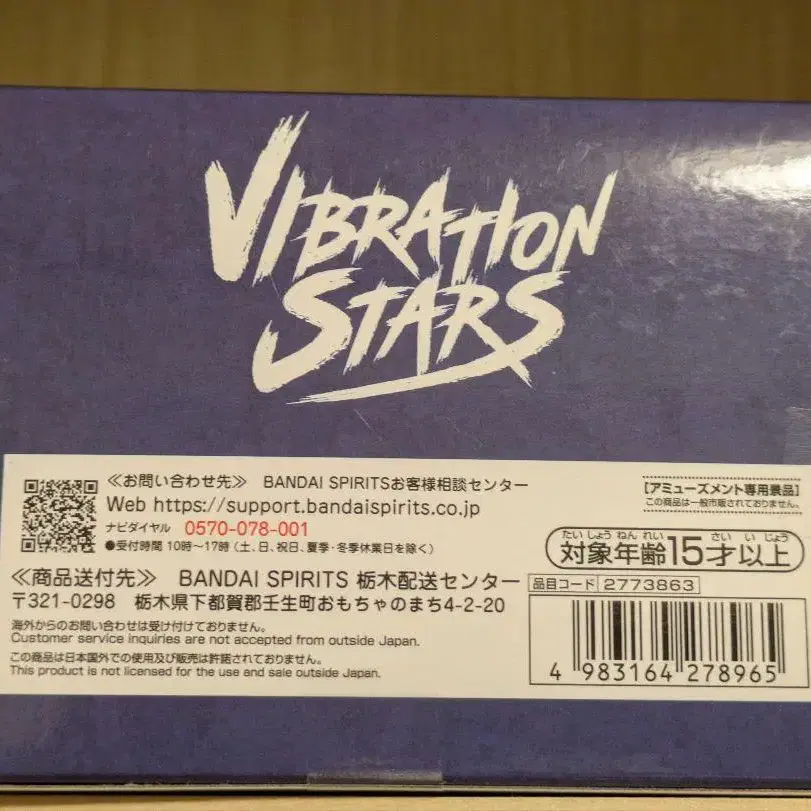 VIBRATION
STARS
≪お問い合わせ先≫ BANDAI SPIRITSお客様相談センター
Web https://support.bandaispirits.co.jp
ナビダイヤル 0570-078-001
●受付時間 10時〜17時 (土、日、祝日、夏季・冬季休業日を除く)
【アミューズメント専用景品】
この商品は一般市販されておりません。
たいしょうねんれい さい いじょう
対象年齢15才以上
≪商品送付先≫ BANDAI SPIRITS 栃木配送センター
〒321-0298 栃木県下都賀郡壬生町おもちゃのまち4-2-20
海外からのお問い合わせは受け付けておりません。
Customer service inquiries are not accepted from outside Japan.
この商品は日本国外での使用及び販売は許諾されておりません。
This product is not licensed for the use and sale outside Japan.
品目コード 2773863
4 983164 278965